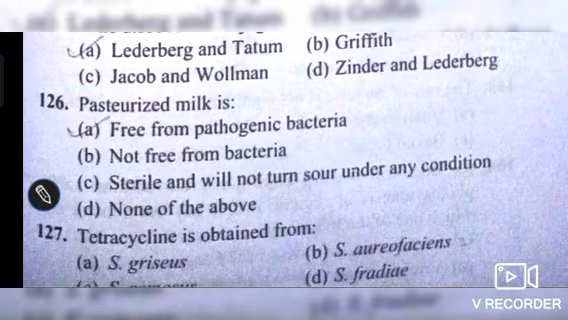 (a) Lederberg and Tatum (b) Griffith
(c) Jacob and Wollman (d) Zinder and Lederberg
126. Pasteurized milk is:
(a) Free from pathogenic bacteria
(b) Not free from bacteria
(c) Sterile and will not turn sour under any condition
(d) None of the above
127. Tetracycline is obtained from:
(a) S. griseus (b) S. aureofaciens
(d) S. fradiae
V RECORDER